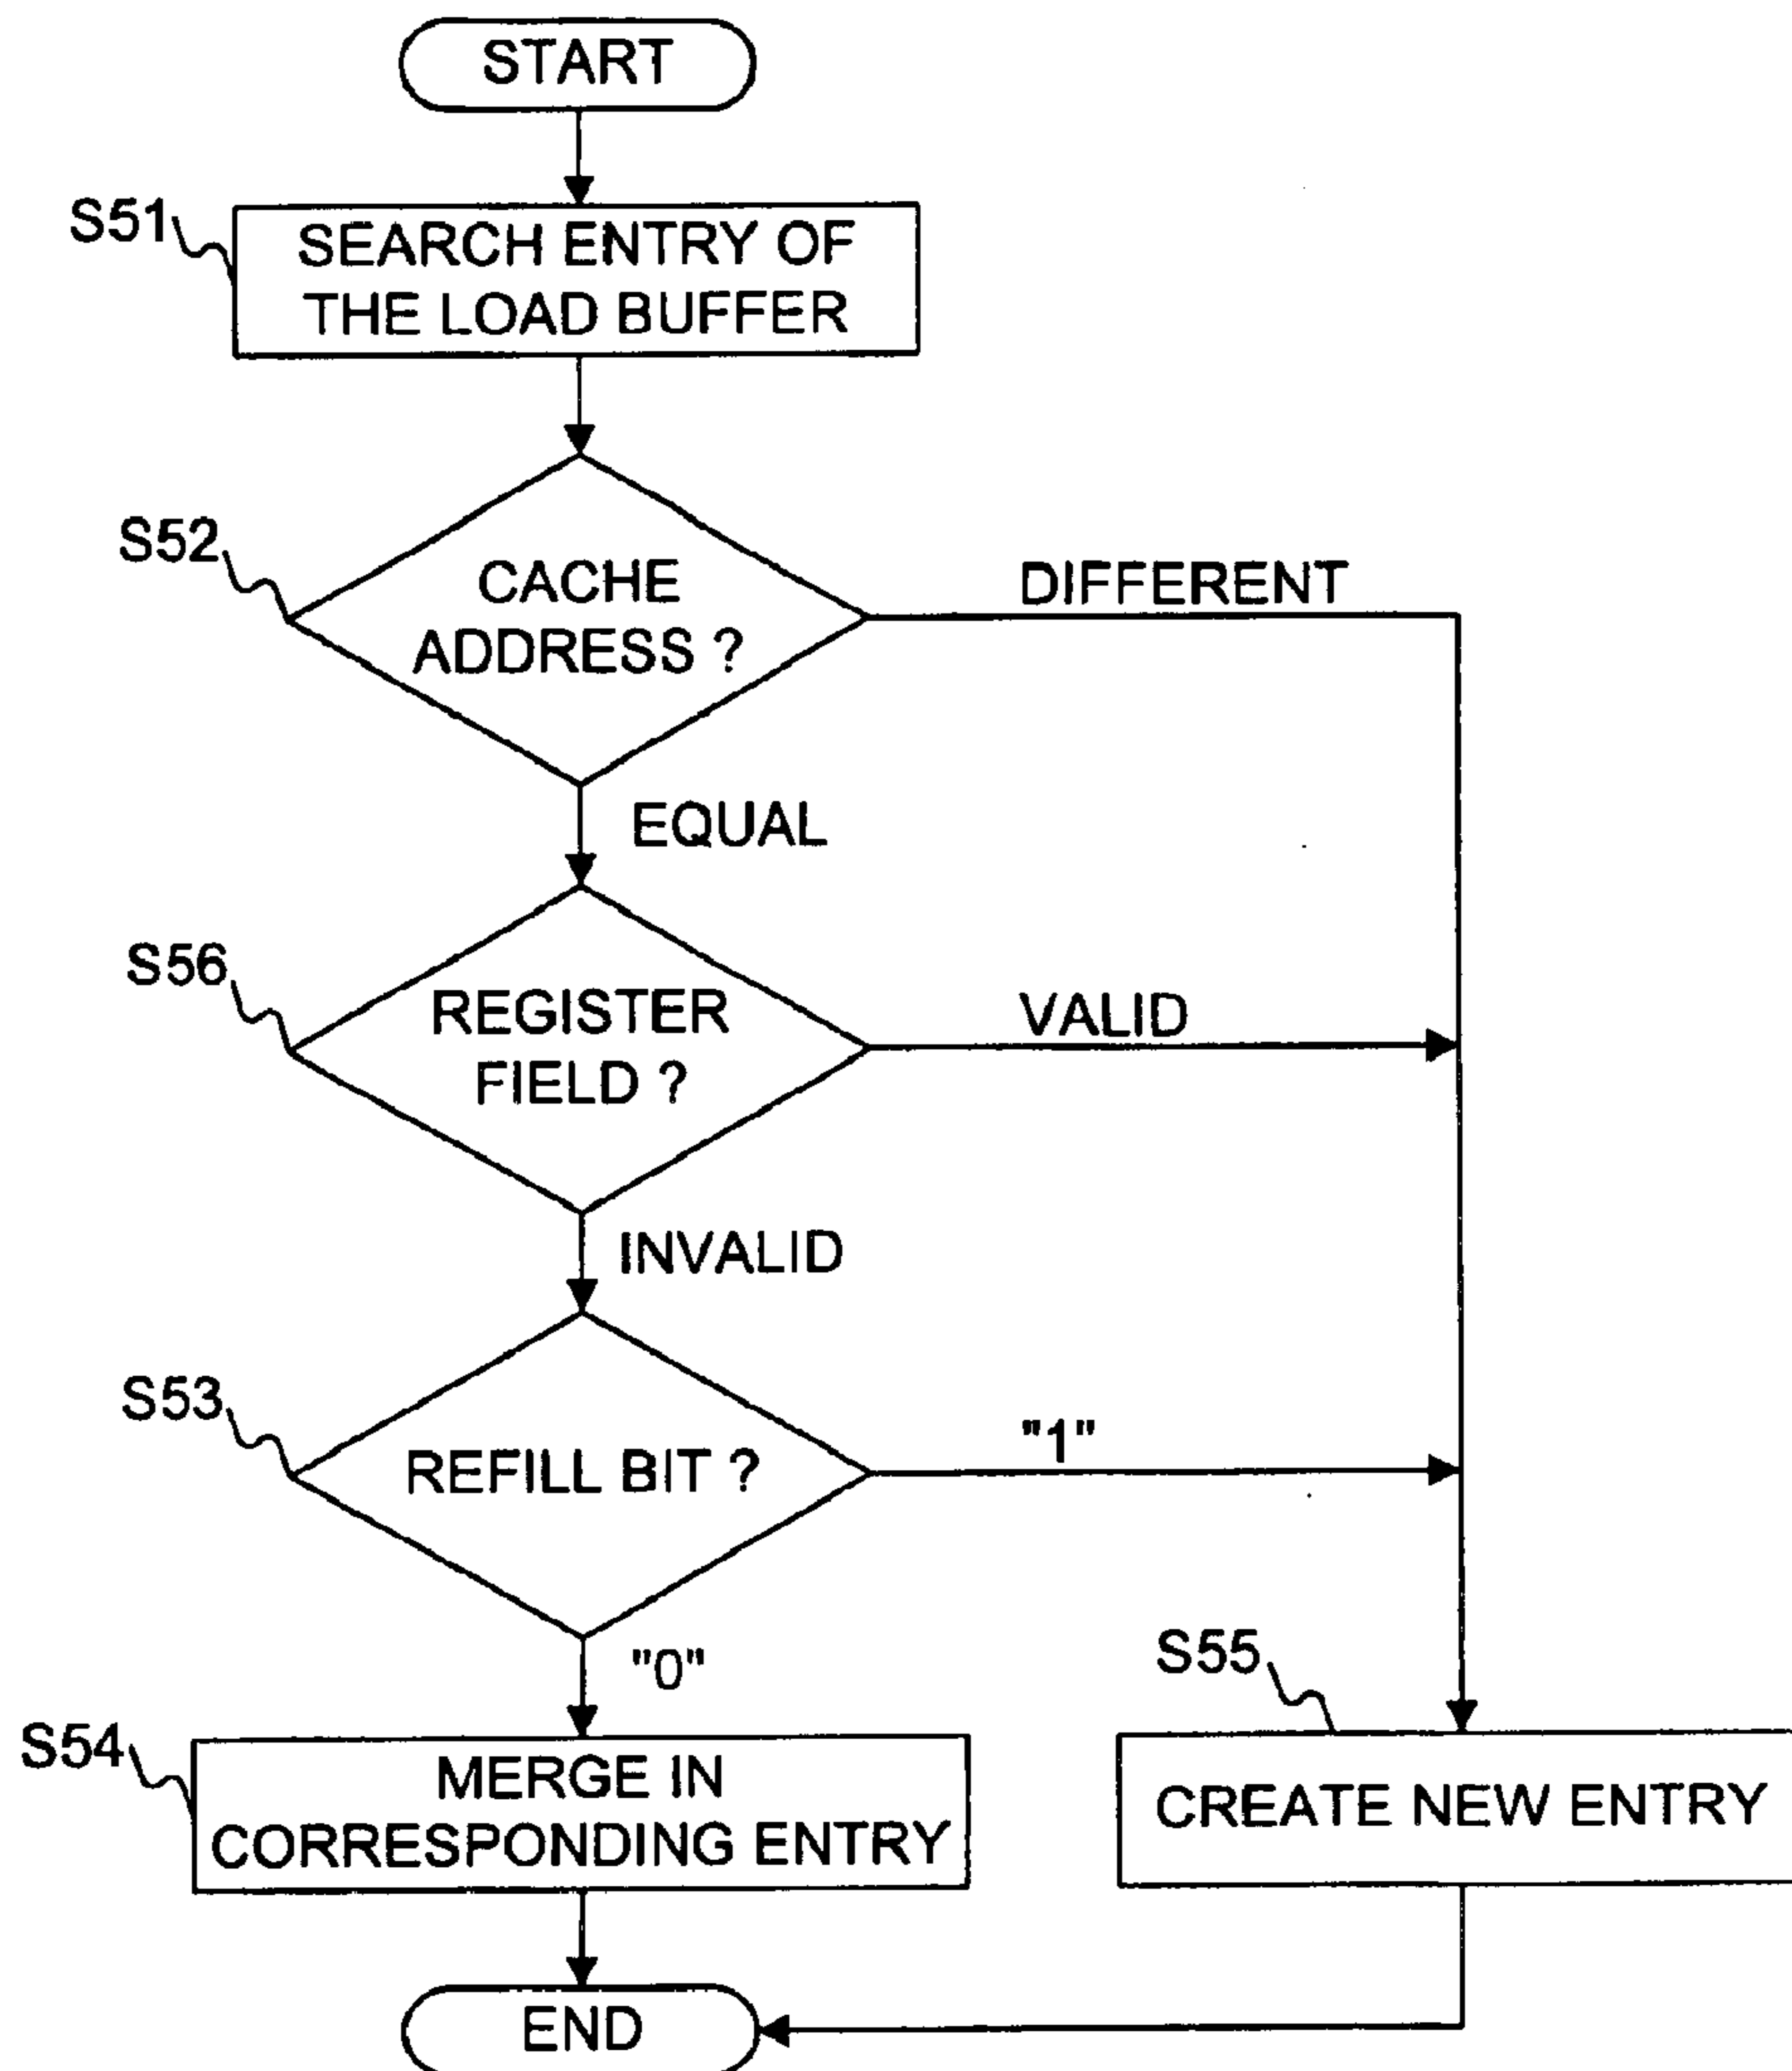 START
S51
SEARCH ENTRY OF
THE LOAD BUFFER
S52
CACHE
ADDRESS ?
DIFFERENT
EQUAL
S56
REGISTER
FIELD ?
VALID
INVALID
S53
REFILL BIT ?
"1"
"0"
S54
MERGE IN
CORRESPONDING ENTRY
S55
CREATE NEW ENTRY
END